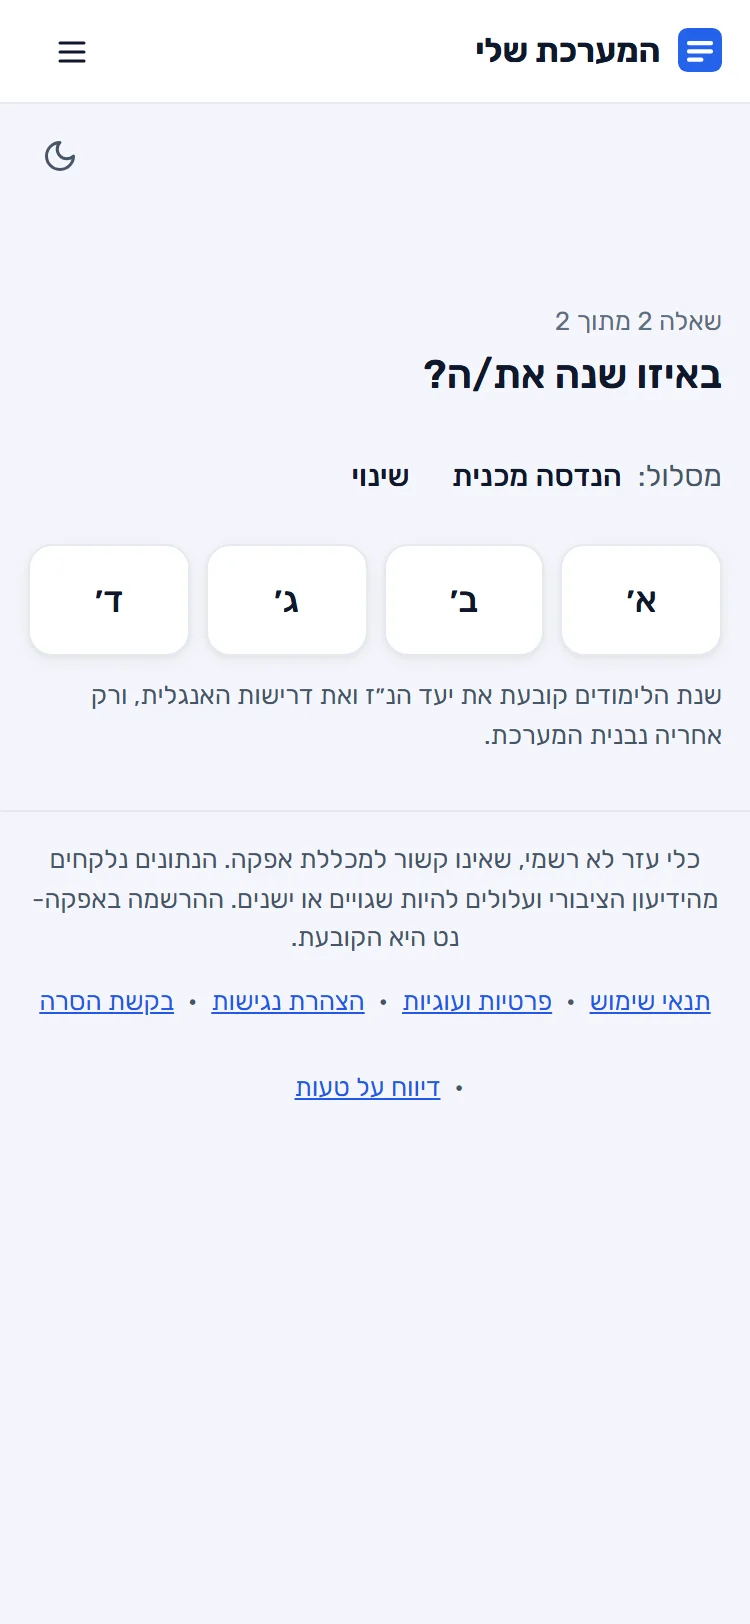 המערכת שלי
שאלה 2 מתוך 2
באיזו שנה את/ה?
מסלול: הנדסה מכנית שינוי
א׳ ב׳ ג׳ ד׳
שנת הלימודים קובעת את יעד הנ״ז ואת דרישות האנגלית, ורק
אחריה נבנית המערכת.
כלי עזר לא רשמי, שאינו קשור למכללת אפקה. הנתונים נלקחים
מהידיעון הציבורי ועלולים להיות שגויים או ישנים. ההרשמה באפקה-
נט היא הקובעת.
תנאי שימוש • פרטיות ועוגיות • הצהרת נגישות • בקשת הסרה
• דיווח על טעות